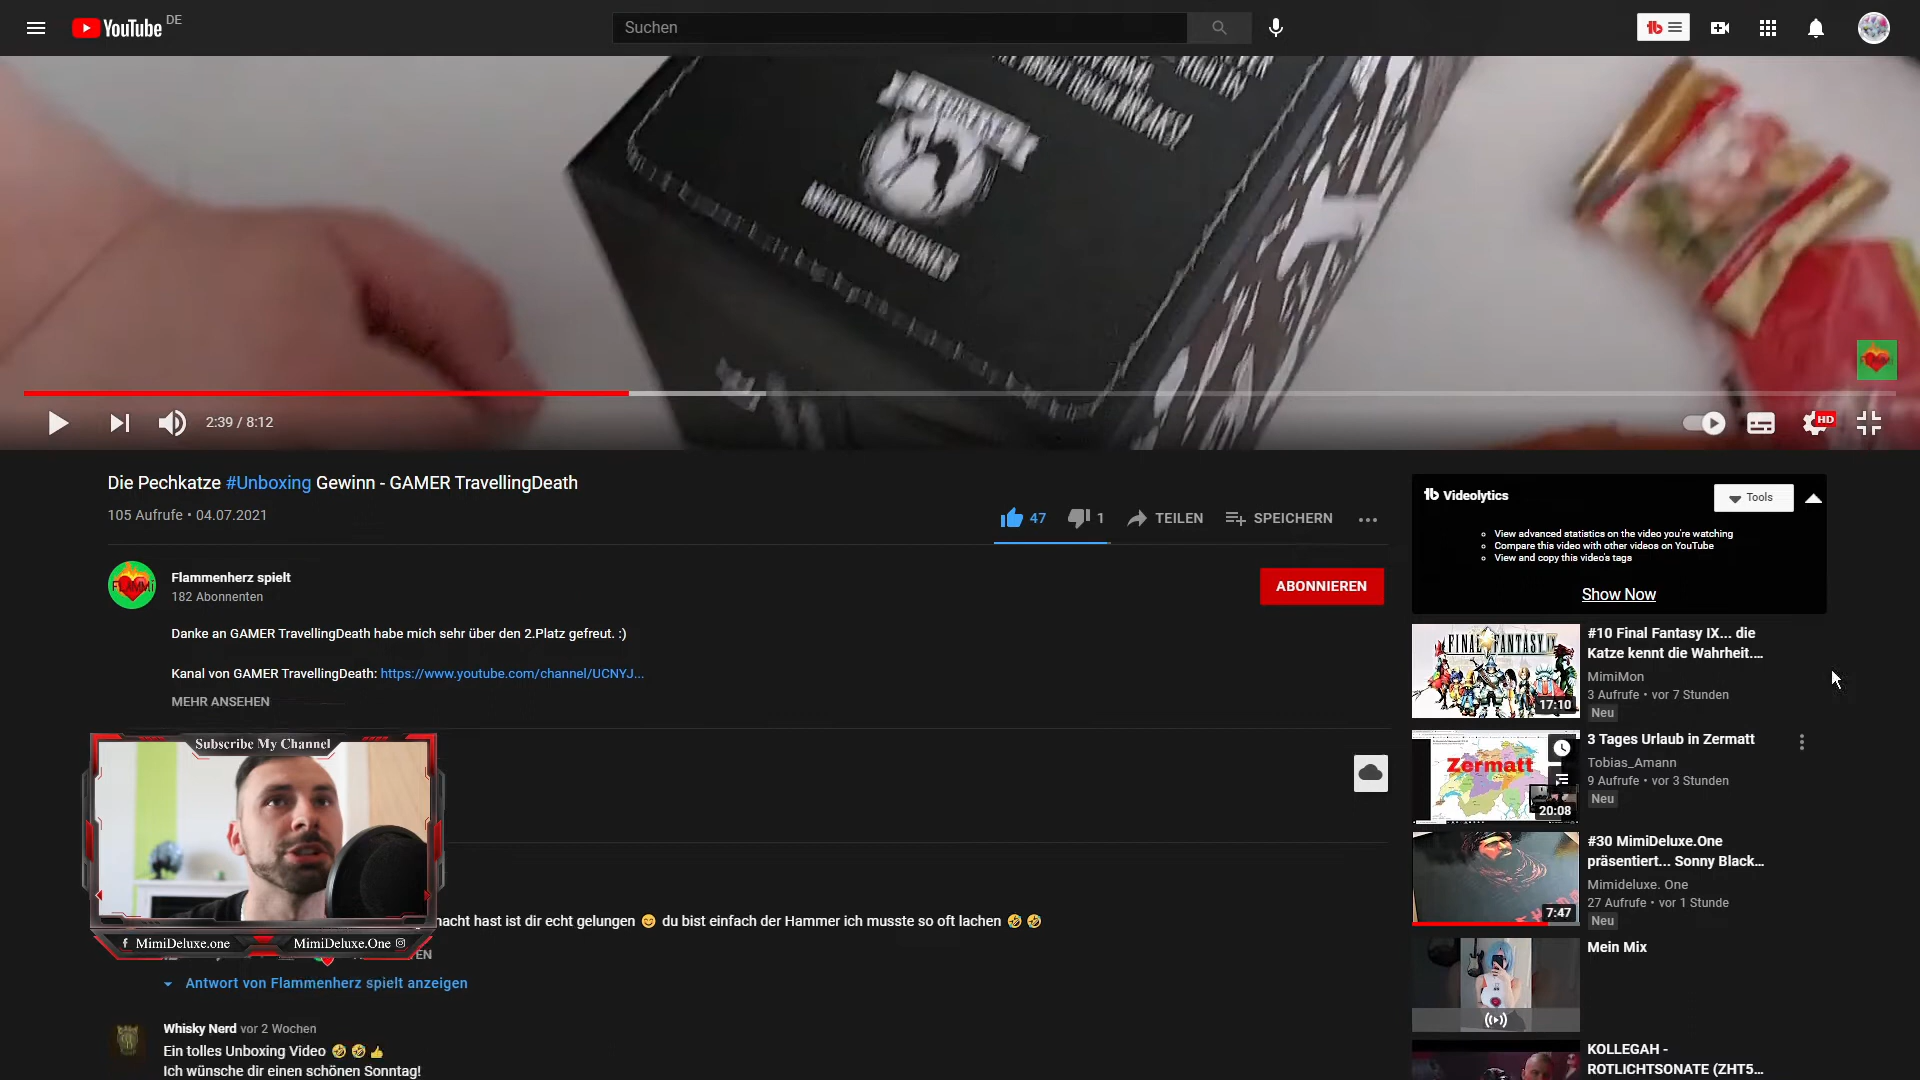 YouTube DE
Suchen
MISFORTUNE COOKIES
2:39 / 8:12
HD
Die Pechkatze #Unboxing Gewinn - GAMER TravellingDeath
105 Aufrufe • 04.07.2021
47
1
TEILEN
SPEICHERN
FLAMMi
Flammenherz spielt
182 Abonnenten
ABONNIEREN
Danke an GAMER TravellingDeath habe mich sehr über den 2.Platz gefreut. :)
Kanal von GAMER TravellingDeath: https://www.youtube.com/channel/UCNYJ...
MEHR ANSEHEN
Subscribe My Channel
MimiDeluxe.one
MimiDeluxe.One
nacht hast ist dir echt gelungen 😊 du bist einfach der Hammer ich musste so oft lachen 🤣 🤣
Antwort von Flammenherz spielt anzeigen
Whisky Nerd vor 2 Wochen
Ein tolles Unboxing Video 🤣 🤣 👍
Ich wünsche dir einen schönen Sonntag!
tb Videolytics
Tools
View advanced statistics on the video you're watching
Compare this video with other videos on YouTube
View and copy this video's tags
Show Now
FINAL FANTASY IX
17:10
#10 Final Fantasy IX... die
Katze kennt die Wahrheit....
MimiMon
3 Aufrufe • vor 7 Stunden
Neu
Zermatt
20:08
3 Tages Urlaub in Zermatt
Tobias_Amann
9 Aufrufe • vor 3 Stunden
Neu
7:47
#30 MimiDeluxe.One
präsentiert... Sonny Black...
Mimideluxe. One
27 Aufrufe • vor 1 Stunde
Neu
Mein Mix
KOLLEGAH -
ROTLICHTSONATE (ZHT5...